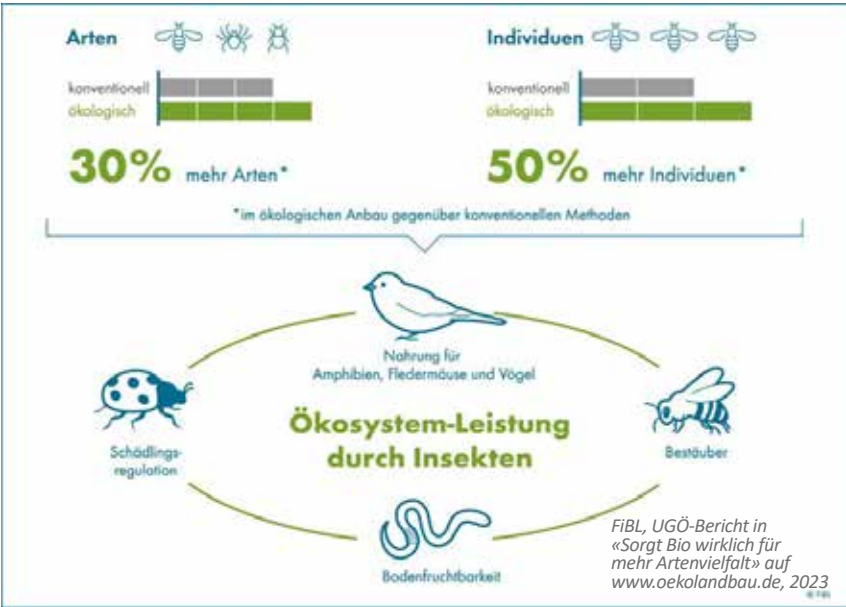 Arten
konventionell
ökologisch
30% mehr Arten*
Individuen
konventionell
ökologisch
50% mehr Individuen*
*im ökologischen Anbau gegenüber konventionellen Methoden
Nahrung für
Amphibien, Fledermäuse und Vögel
Schädlings-
regulation
Ökosystem-Leistung
durch Insekten
Bestäuber
Bodenfruchtbarkeit
FiBL, UGÖ-Bericht in
«Sorgt Bio wirklich für
mehr Artenvielfalt» auf
www.oekolandbau.de, 2023
© FiBL